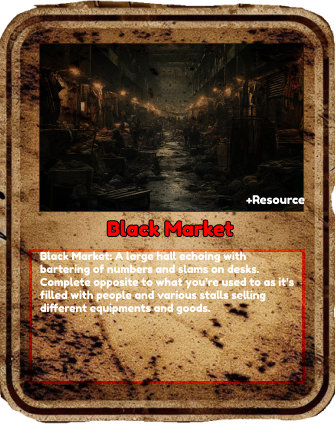 +Resource
Black Market
Black Market: A large hall echoing with
bartering of numbers and slams on desks.
Complete opposite to what you're used to as it's
filled with people and various stalls selling
different equipments and goods.